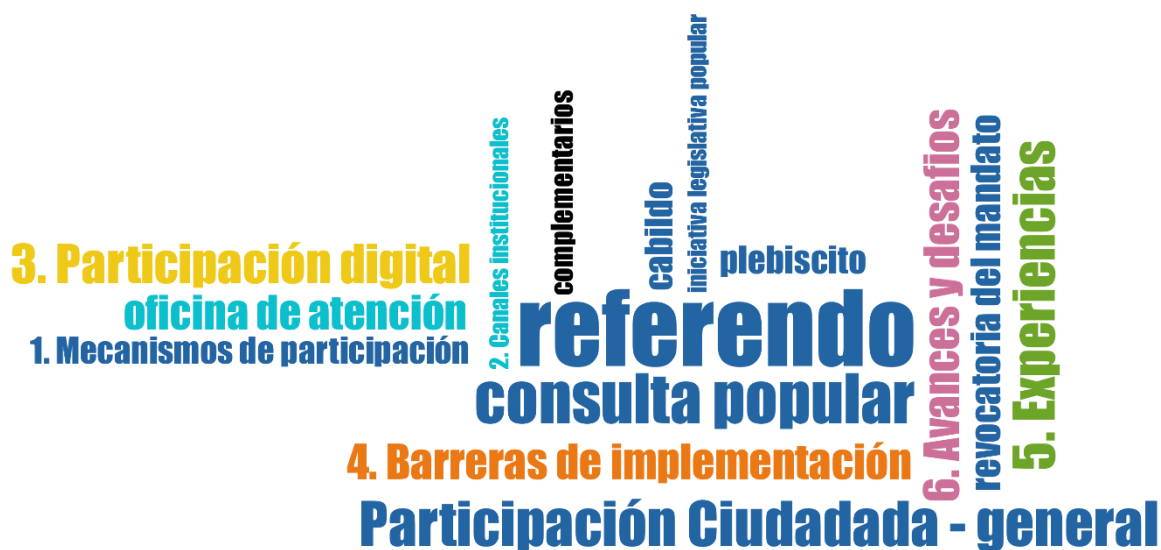 3. Participación digital
oficina de atención
1. Mecanismos de participación
2. Canales institucionales
complementarios
cabildo
iniciativa legislativa popular
plebiscito
referendo
consulta popular
4. Barreras de implementación
6. Avances y desafios
revocatoria del mandato
5. Experiencias
Participación Ciudadada - general